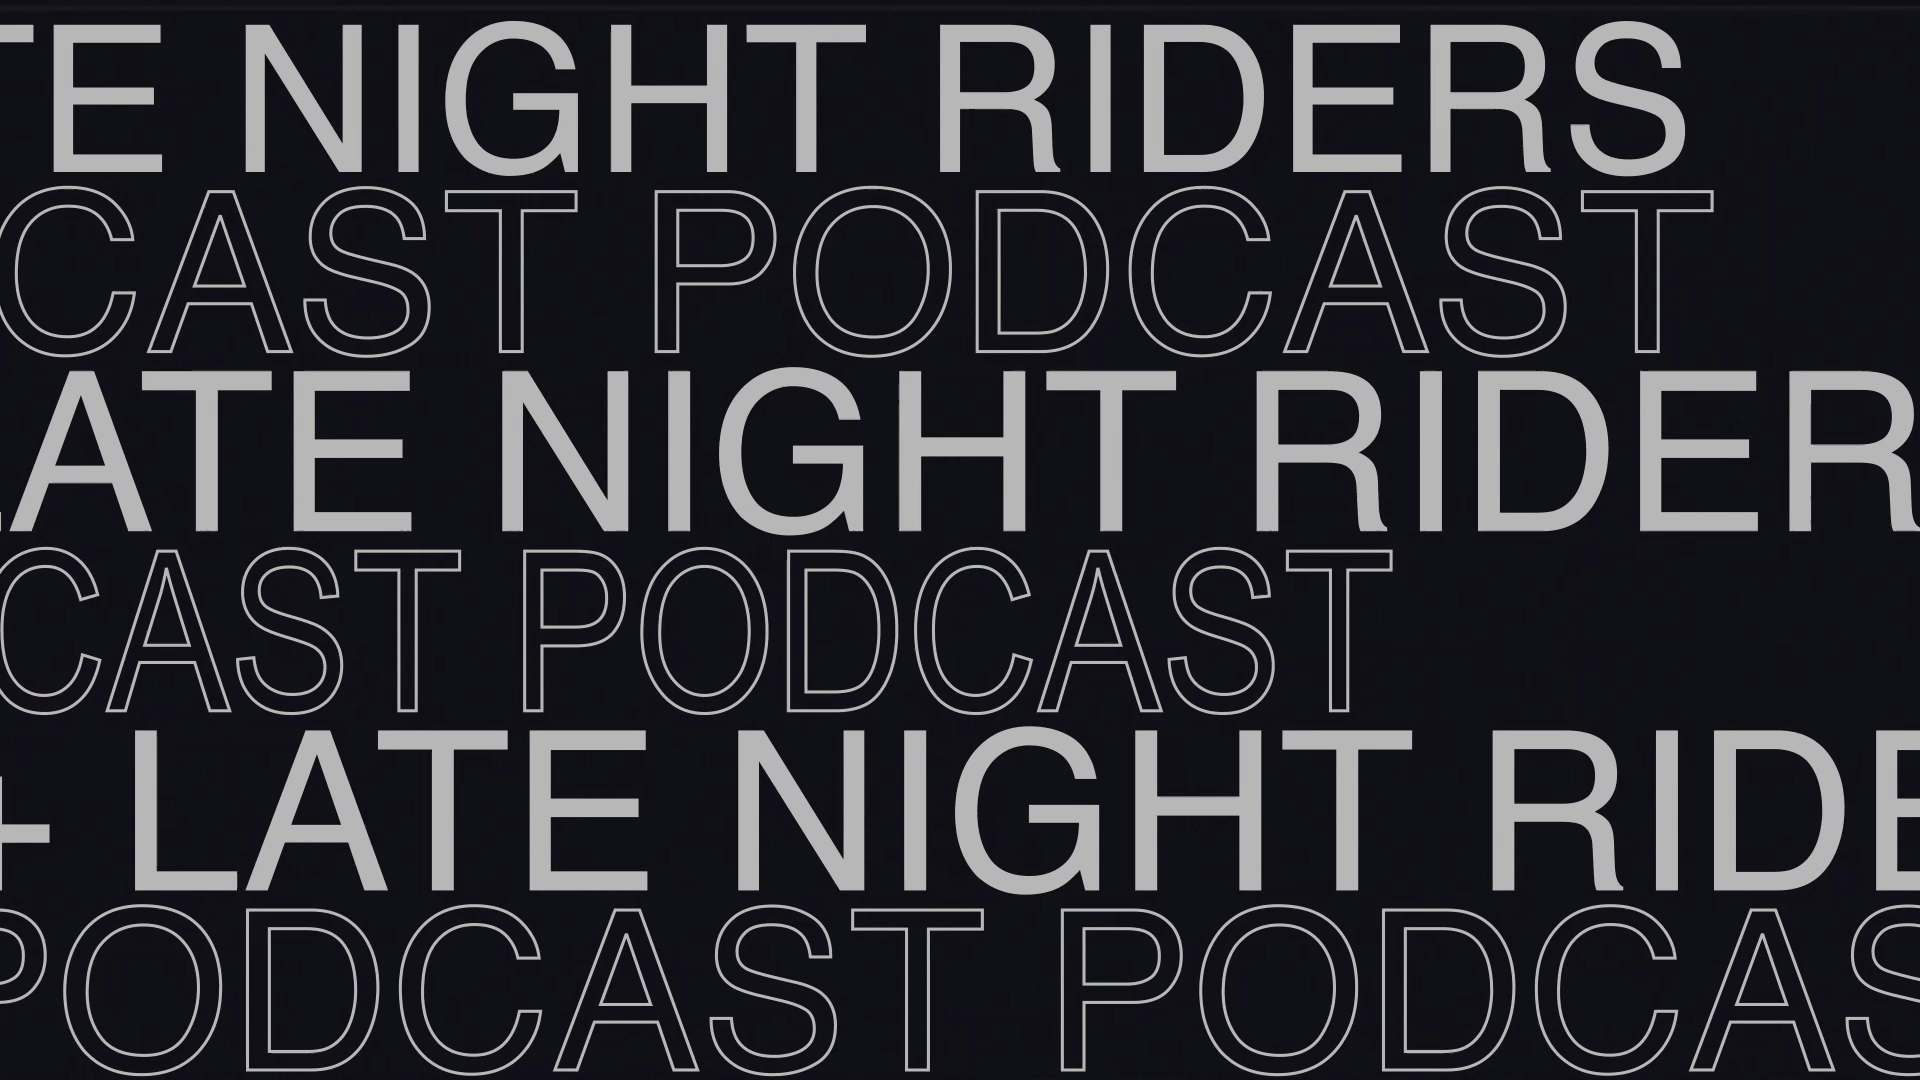 TE NIGHT RIDERS
CAST PODCAST
LATE NIGHT RIDER
CAST PODCAST
+ LATE NIGHT RIDE
PODCAST PODCAS